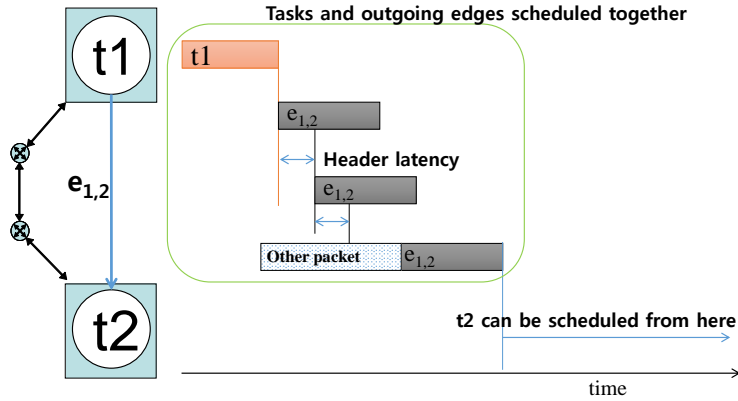 Tasks and outgoing edges scheduled together
t1
t1
e1,2
Header latency
e1,2
e1,2
Other packet
e1,2
t2
t2 can be scheduled from here
time